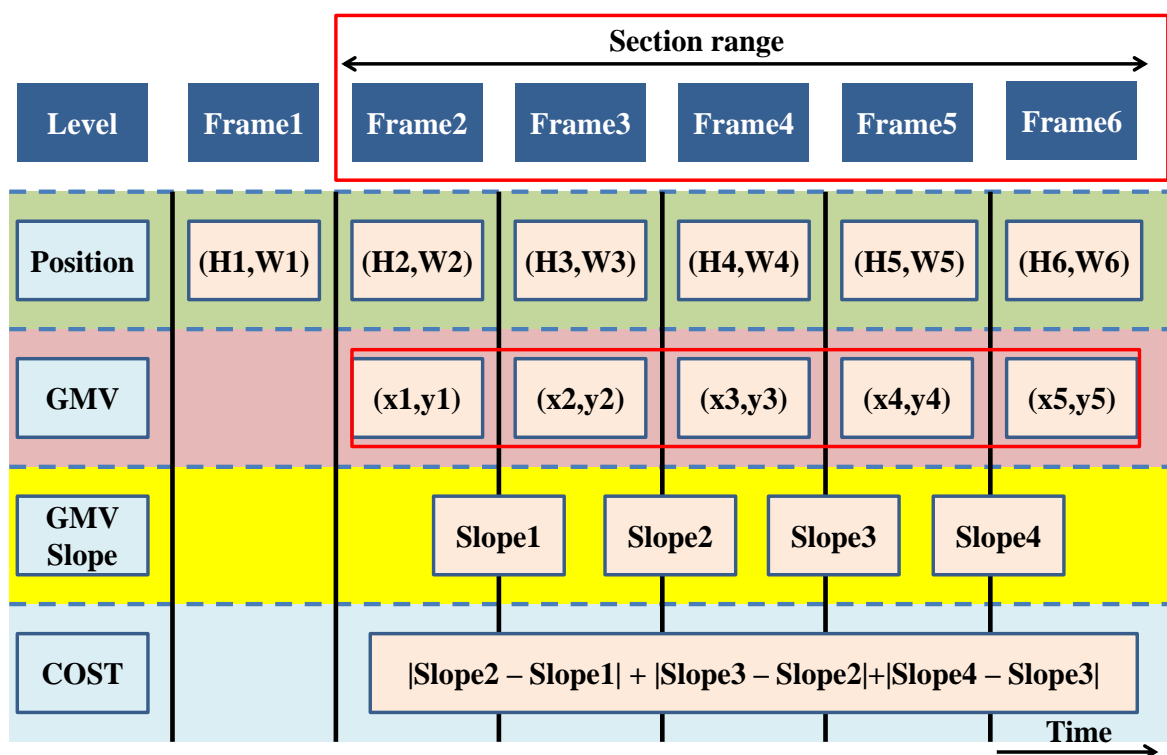 Section range
Level Frame1 Frame2 Frame3 Frame4 Frame5 Frame6
Position (H1,W1) (H2,W2) (H3,W3) (H4,W4) (H5,W5) (H6,W6)
GMV (x1,y1) (x2,y2) (x3,y3) (x4,y4) (x5,y5)
GMV
Slope
Slope1 Slope2 Slope3 Slope4
COST |Slope2 – Slope1| + |Slope3 – Slope2|+|Slope4 – Slope3|
Time